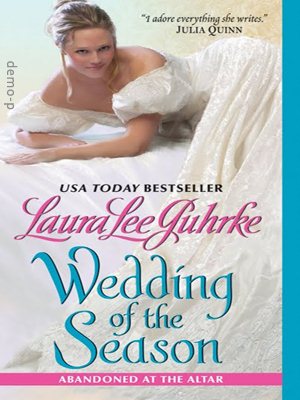 "I adore everything she writes."
JULIA QUINN
demo-p
USA TODAY BESTSELLER
Laura Lee Guhrke
Wedding
of the
Season
ABANDONED AT THE ALTAR